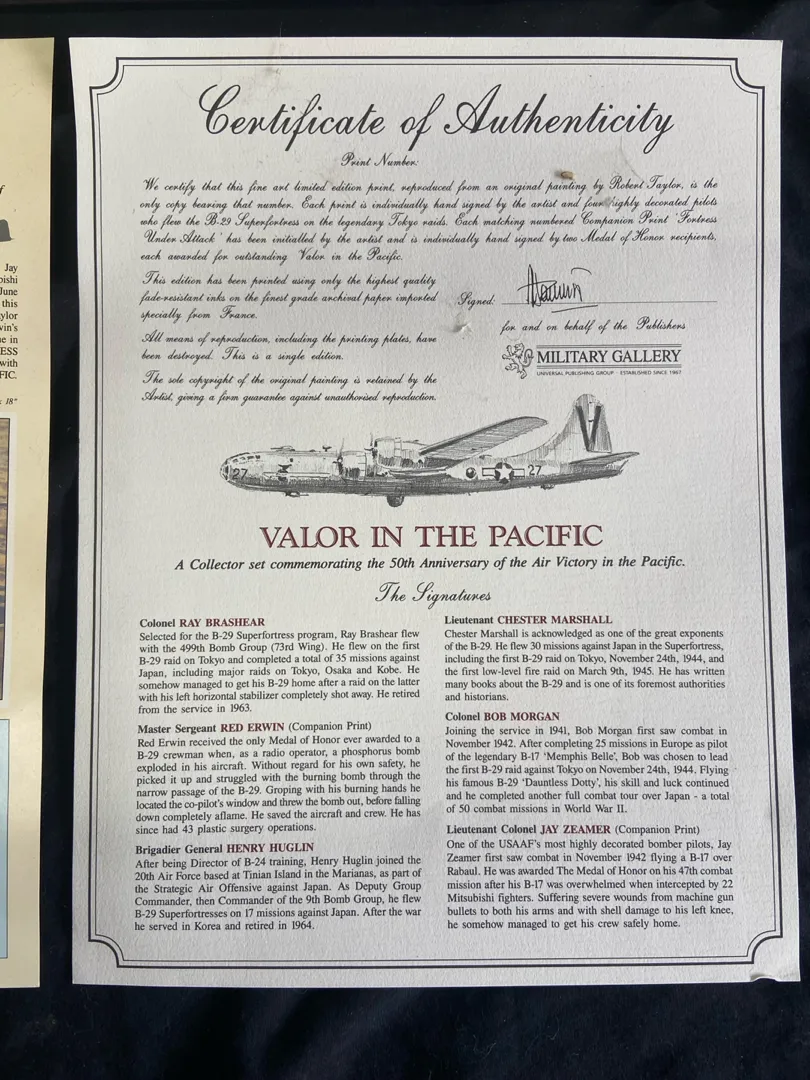 f
Jay
bishi
June
this
ylor
vin's
e in
ESS
with
FIC.
x 18"
Certificate of Authenticity
Print Number:
We certify that this fine art limited edition print, reproduced from an original painting by Robert Taylor, is the
only copy bearing that number. Each print is individually hand signed by the artist and four highly decorated pilots
who flew the B-29 Superfortress on the legendary Tokyo raids. Each matching numbered Companion Print 'Fortress
Under Attack' has been initialled by the artist and is individually hand signed by two Medal of Honor recipients,
each awarded for outstanding Valor in the Pacific.
This edition has been printed using only the highest quality
fade-resistant inks on the finest grade archival paper imported
specially from France.
All means of reproduction, including the printing plates, have
been destroyed. This is a single edition.
The sole copyright of the original painting is retained by the
Artist, giving a firm guarantee against unauthorised reproduction.
Signed:
for and on behalf of the Publishers
MILITARY GALLERY
UNIVERSAL PUBLISHING GROUP · ESTABLISHED SINCE 1967
27
27
V
VALOR IN THE PACIFIC
A Collector set commemorating the 50th Anniversary of the Air Victory in the Pacific.
The Signatures
Colonel RAY BRASHEAR
Selected for the B-29 Superfortress program, Ray Brashear flew
with the 499th Bomb Group (73rd Wing). He flew on the first
B-29 raid on Tokyo and completed a total of 35 missions against
Japan, including major raids on Tokyo, Osaka and Kobe. He
somehow managed to get his B-29 home after a raid on the latter
with his left horizontal stabilizer completely shot away. He retired
from the service in 1963.
Master Sergeant RED ERWIN (Companion Print)
Red Erwin received the only Medal of Honor ever awarded to a
B-29 crewman when, as a radio operator, a phosphorus bomb
exploded in his aircraft. Without regard for his own safety, he
picked it up and struggled with the burning bomb through the
narrow passage of the B-29. Groping with his burning hands he
located the co-pilot's window and threw the bomb out, before falling
down completely aflame. He saved the aircraft and crew. He has
since had 43 plastic surgery operations.
Brigadier General HENRY HUGLIN
After being Director of B-24 training, Henry Huglin joined the
20th Air Force based at Tinian Island in the Marianas, as part of
the Strategic Air Offensive against Japan. As Deputy Group
Commander, then Commander of the 9th Bomb Group, he flew
B-29 Superfortresses on 17 missions against Japan. After the war
he served in Korea and retired in 1964.
Lieutenant CHESTER MARSHALL
Chester Marshall is acknowledged as one of the great exponents
of the B-29. He flew 30 missions against Japan in the Superfortress,
including the first B-29 raid on Tokyo, November 24th, 1944, and
the first low-level fire raid on March 9th, 1945. He has written
many books about the B-29 and is one of its foremost authorities
and historians.
Colonel BOB MORGAN
Joining the service in 1941, Bob Morgan first saw combat in
November 1942. After completing 25 missions in Europe as pilot
of the legendary B-17 'Memphis Belle', Bob was chosen to lead
the first B-29 raid against Tokyo on November 24th, 1944. Flying
his famous B-29 'Dauntless Dotty', his skill and luck continued
and he completed another full combat tour over Japan - a total
of 50 combat missions in World War II.
Lieutenant Colonel JAY ZEAMER (Companion Print)
One of the USAAF's most highly decorated bomber pilots, Jay
Zeamer first saw combat in November 1942 flying a B-17 over
Rabaul. He was awarded The Medal of Honor on his 47th combat
mission after his B-17 was overwhelmed when intercepted by 22
Mitsubishi fighters. Suffering severe wounds from machine gun
bullets to both his arms and with shell damage to his left knee,
he somehow managed to get his crew safely home.